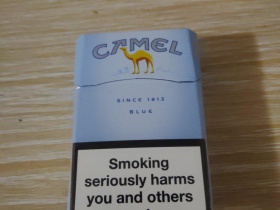 CAMEL
SINCE 1913
BLUE
Smoking
seriously harms
you and others